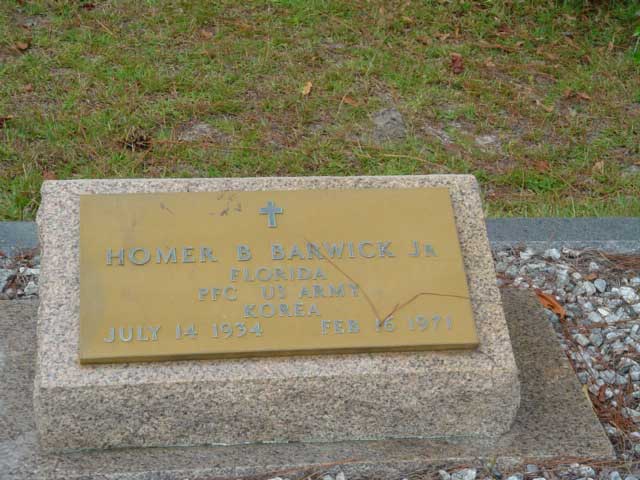 HOMER B BARWICK JR
FLORIDA
PFC US ARMY
KOREA
JULY 14 1934 FEB 16 1971